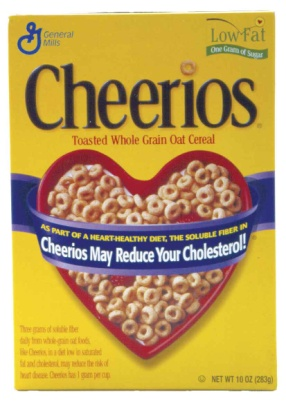 General
Mills
Low Fat
One Gram of Sugar
Cheerios
Toasted Whole Grain Oat Cereal
AS PART OF A HEART-HEALTHY DIET, THE SOLUBLE FIBER IN
Cheerios May Reduce Your Cholesterol!
Three grams of soluble fiber
daily from whole-grain oat foods,
like Cheerios, in a diet low in saturated
fat and cholesterol, may reduce the risk of
heart disease. Cheerios has 1 gram per cup.
NET WT 10 OZ (283g)